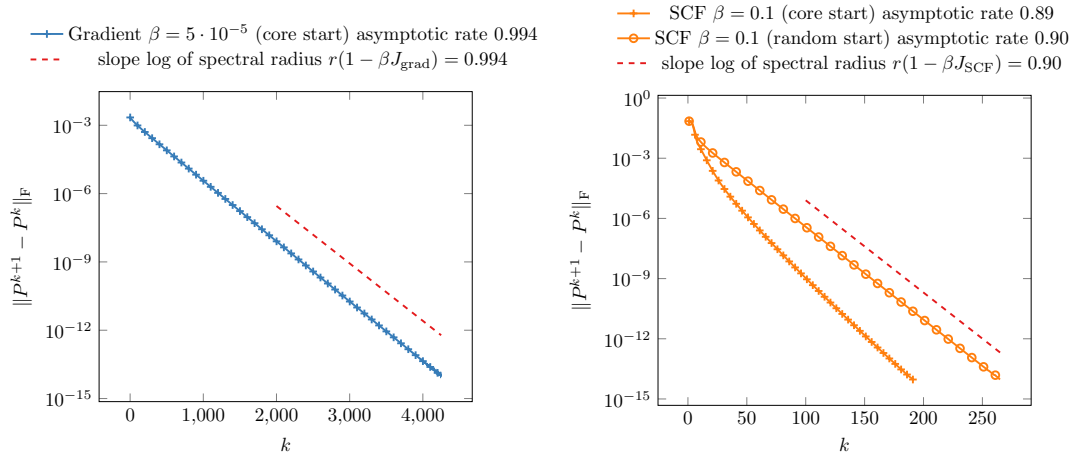 Gradient β = 5 · 10⁻⁵ (core start) asymptotic rate 0.994
slope log of spectral radius r(1 − βJ_grad) = 0.994
10⁻³
10⁻⁶
10⁻⁹
10⁻¹²
10⁻¹⁵
‖P^{k+1} − P^k‖_F
0
1,000
2,000
3,000
4,000
k
SCF β = 0.1 (core start) asymptotic rate 0.89
SCF β = 0.1 (random start) asymptotic rate 0.90
slope log of spectral radius r(1 − βJ_SCF) = 0.90
10⁰
10⁻³
10⁻⁶
10⁻⁹
10⁻¹²
10⁻¹⁵
‖P^{k+1} − P^k‖_F
0
50
100
150
200
250
k